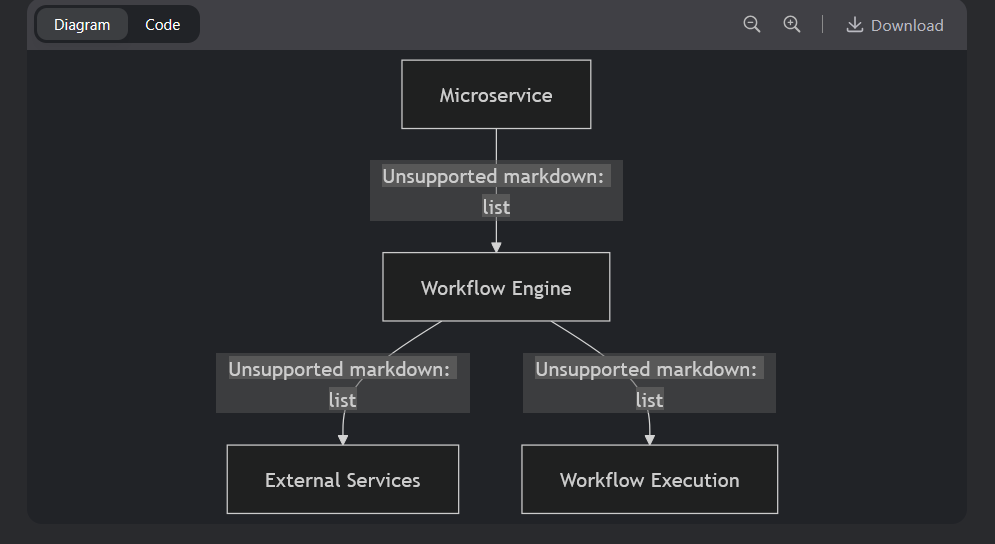 Diagram Code Download
Microservice
Unsupported markdown:
list
Workflow Engine
Unsupported markdown: Unsupported markdown:
list list
External Services Workflow Execution